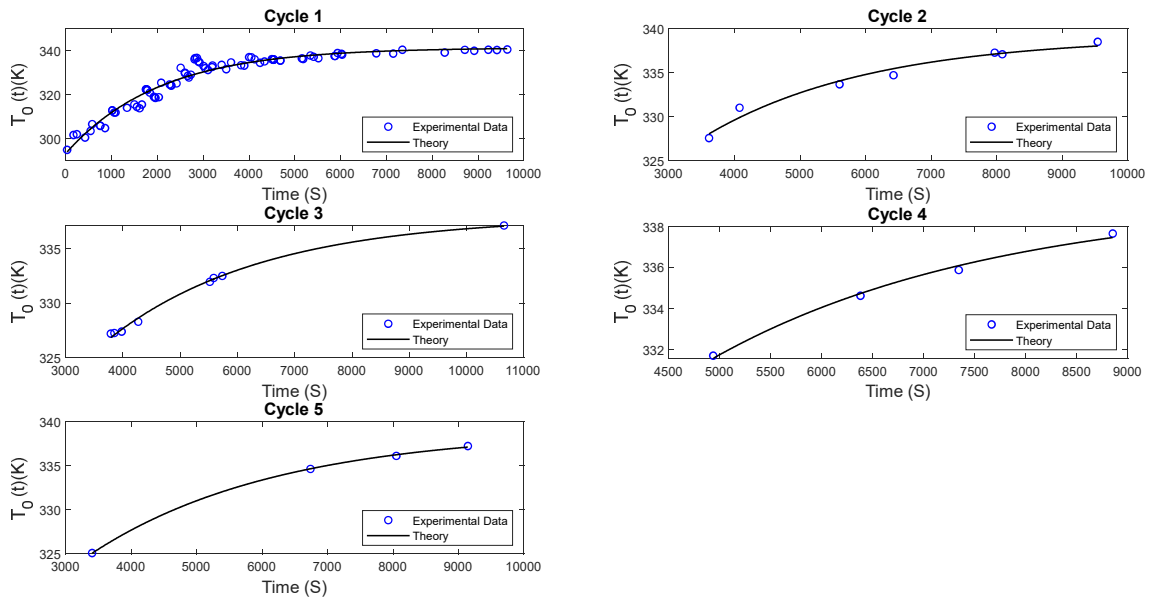 Cycle 1
340
320
300
T0 (t)(K)
0 1000 2000 3000 4000 5000 6000 7000 8000 9000 10000
Time (S)
Experimental Data
Theory
Cycle 2
340
335
330
325
T0 (t)(K)
3000 4000 5000 6000 7000 8000 9000 10000
Time (S)
Experimental Data
Theory
Cycle 3
335
330
325
T0 (t)(K)
3000 4000 5000 6000 7000 8000 9000 10000 11000
Time (S)
Experimental Data
Theory
Cycle 4
338
336
334
332
T0 (t)(K)
4500 5000 5500 6000 6500 7000 7500 8000 8500 9000
Time (S)
Experimental Data
Theory
Cycle 5
340
335
330
325
T0 (t)(K)
3000 4000 5000 6000 7000 8000 9000 10000
Time (S)
Experimental Data
Theory